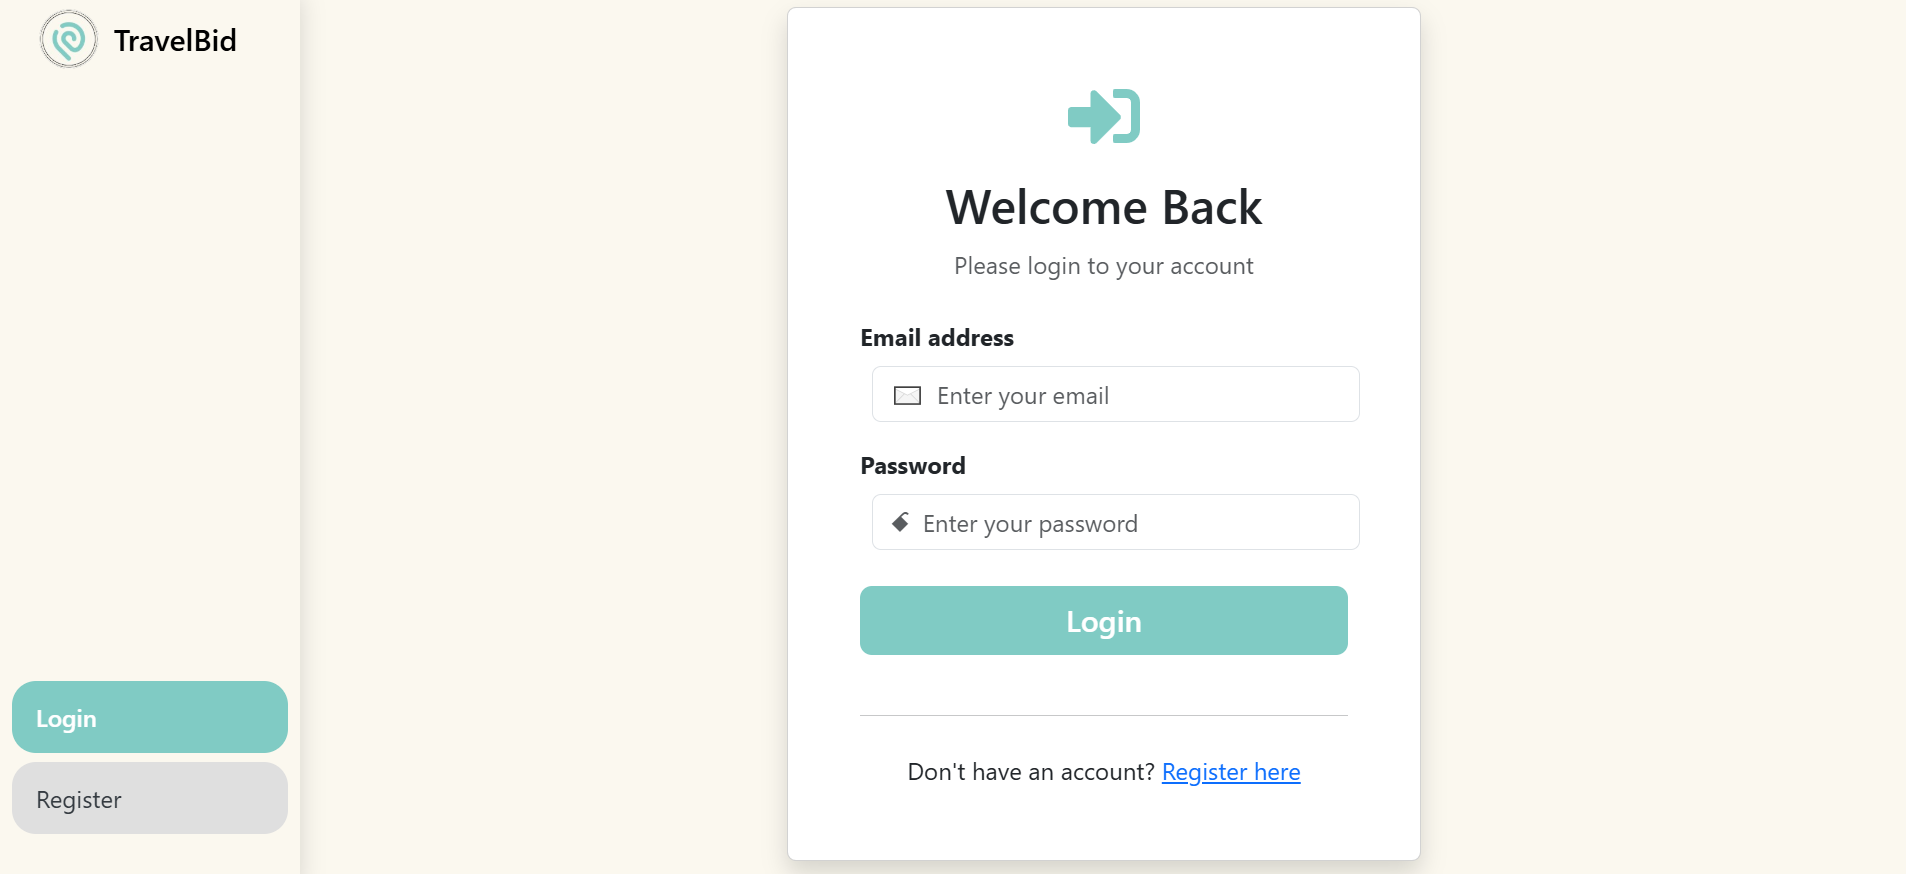 TravelBid
Login
Register
Welcome Back
Please login to your account
Email address
Enter your email
Password
Enter your password
Login
Don't have an account? Register here